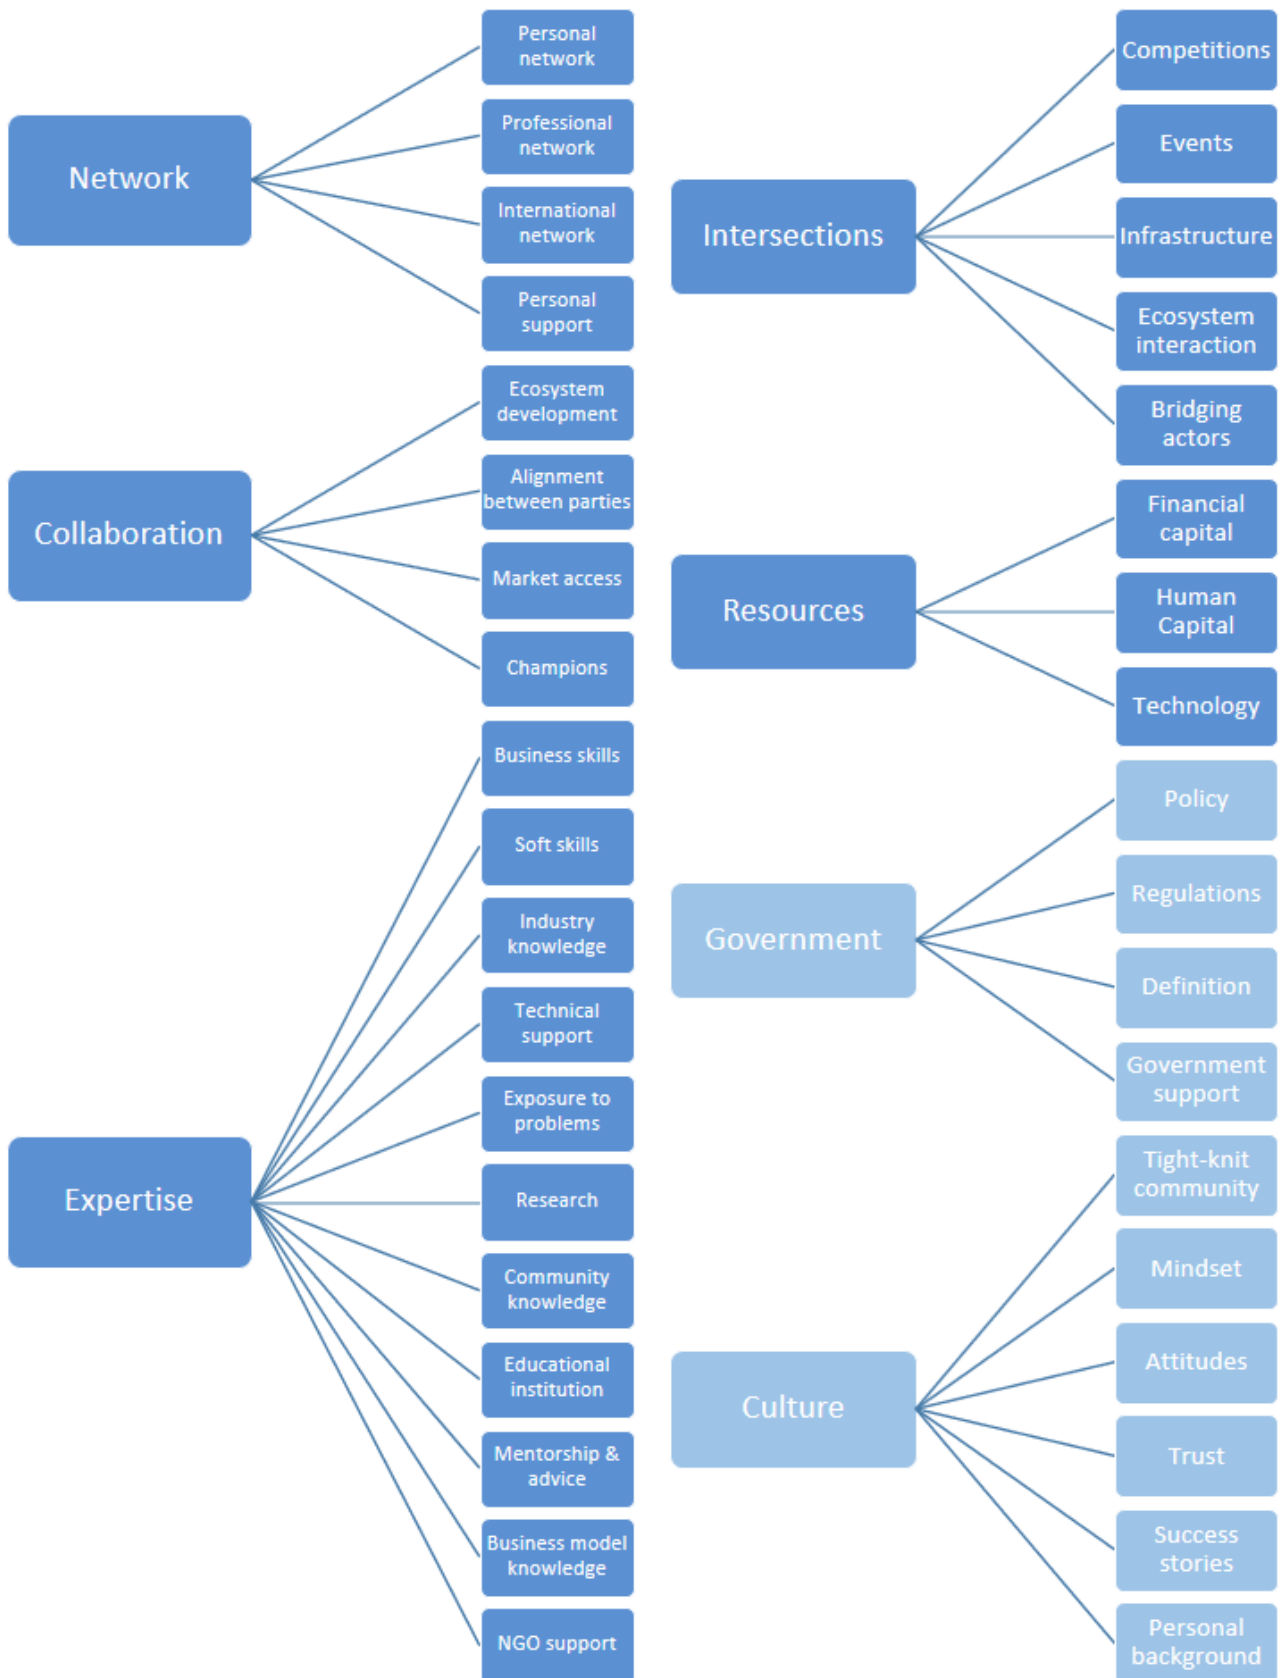 Network
Personal
network
Professional
network
International
network
Personal
support
Collaboration
Ecosystem
development
Alignment
between parties
Market access
Champions
Expertise
Business skills
Soft skills
Industry
knowledge
Technical
support
Exposure to
problems
Research
Community
knowledge
Educational
institution
Mentorship &
advice
Business model
knowledge
NGO support
Intersections
Competitions
Events
Infrastructure
Ecosystem
interaction
Bridging
actors
Resources
Financial
capital
Human
Capital
Technology
Government
Policy
Regulations
Definition
Government
support
Culture
Tight-knit
community
Mindset
Attitudes
Trust
Success
stories
Personal
background